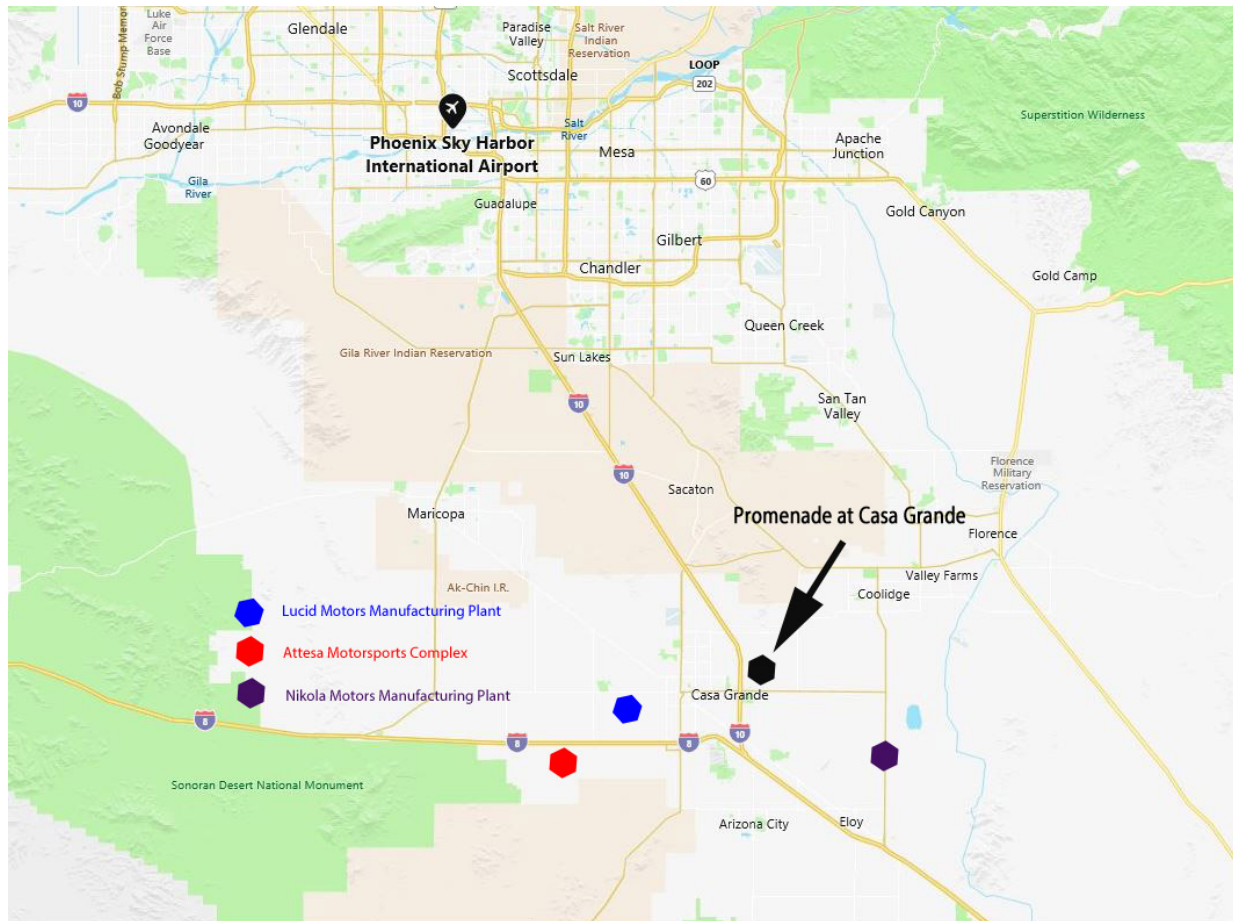 Luke
Air
Force
Base
Glendale
Paradise
Valley
Salt River
Indian
Reservation
Bob Stump Memor
Scottsdale
LOOP
202
10
Superstition Wilderness
Avondale
Goodyear
Phoenix Sky Harbor
International Airport
Salt
River
Mesa
Apache
Junction
Gila
River
60
Guadalupe
Gold Canyon
Gilbert
Chandler
Gold Camp
Queen Creek
Gila River Indian Reservation
Sun Lakes
10
San Tan
Valley
10
Sacaton
Florence
Military
Reservation
Maricopa
Promenade at Casa Grande
Florence
Ak-Chin I.R.
Valley Farms
Coolidge
Lucid Motors Manufacturing Plant
Attesa Motorsports Complex
Nikola Motors Manufacturing Plant
Casa Grande
8
8
8
10
Sonoran Desert National Monument
Arizona City
Eloy
10